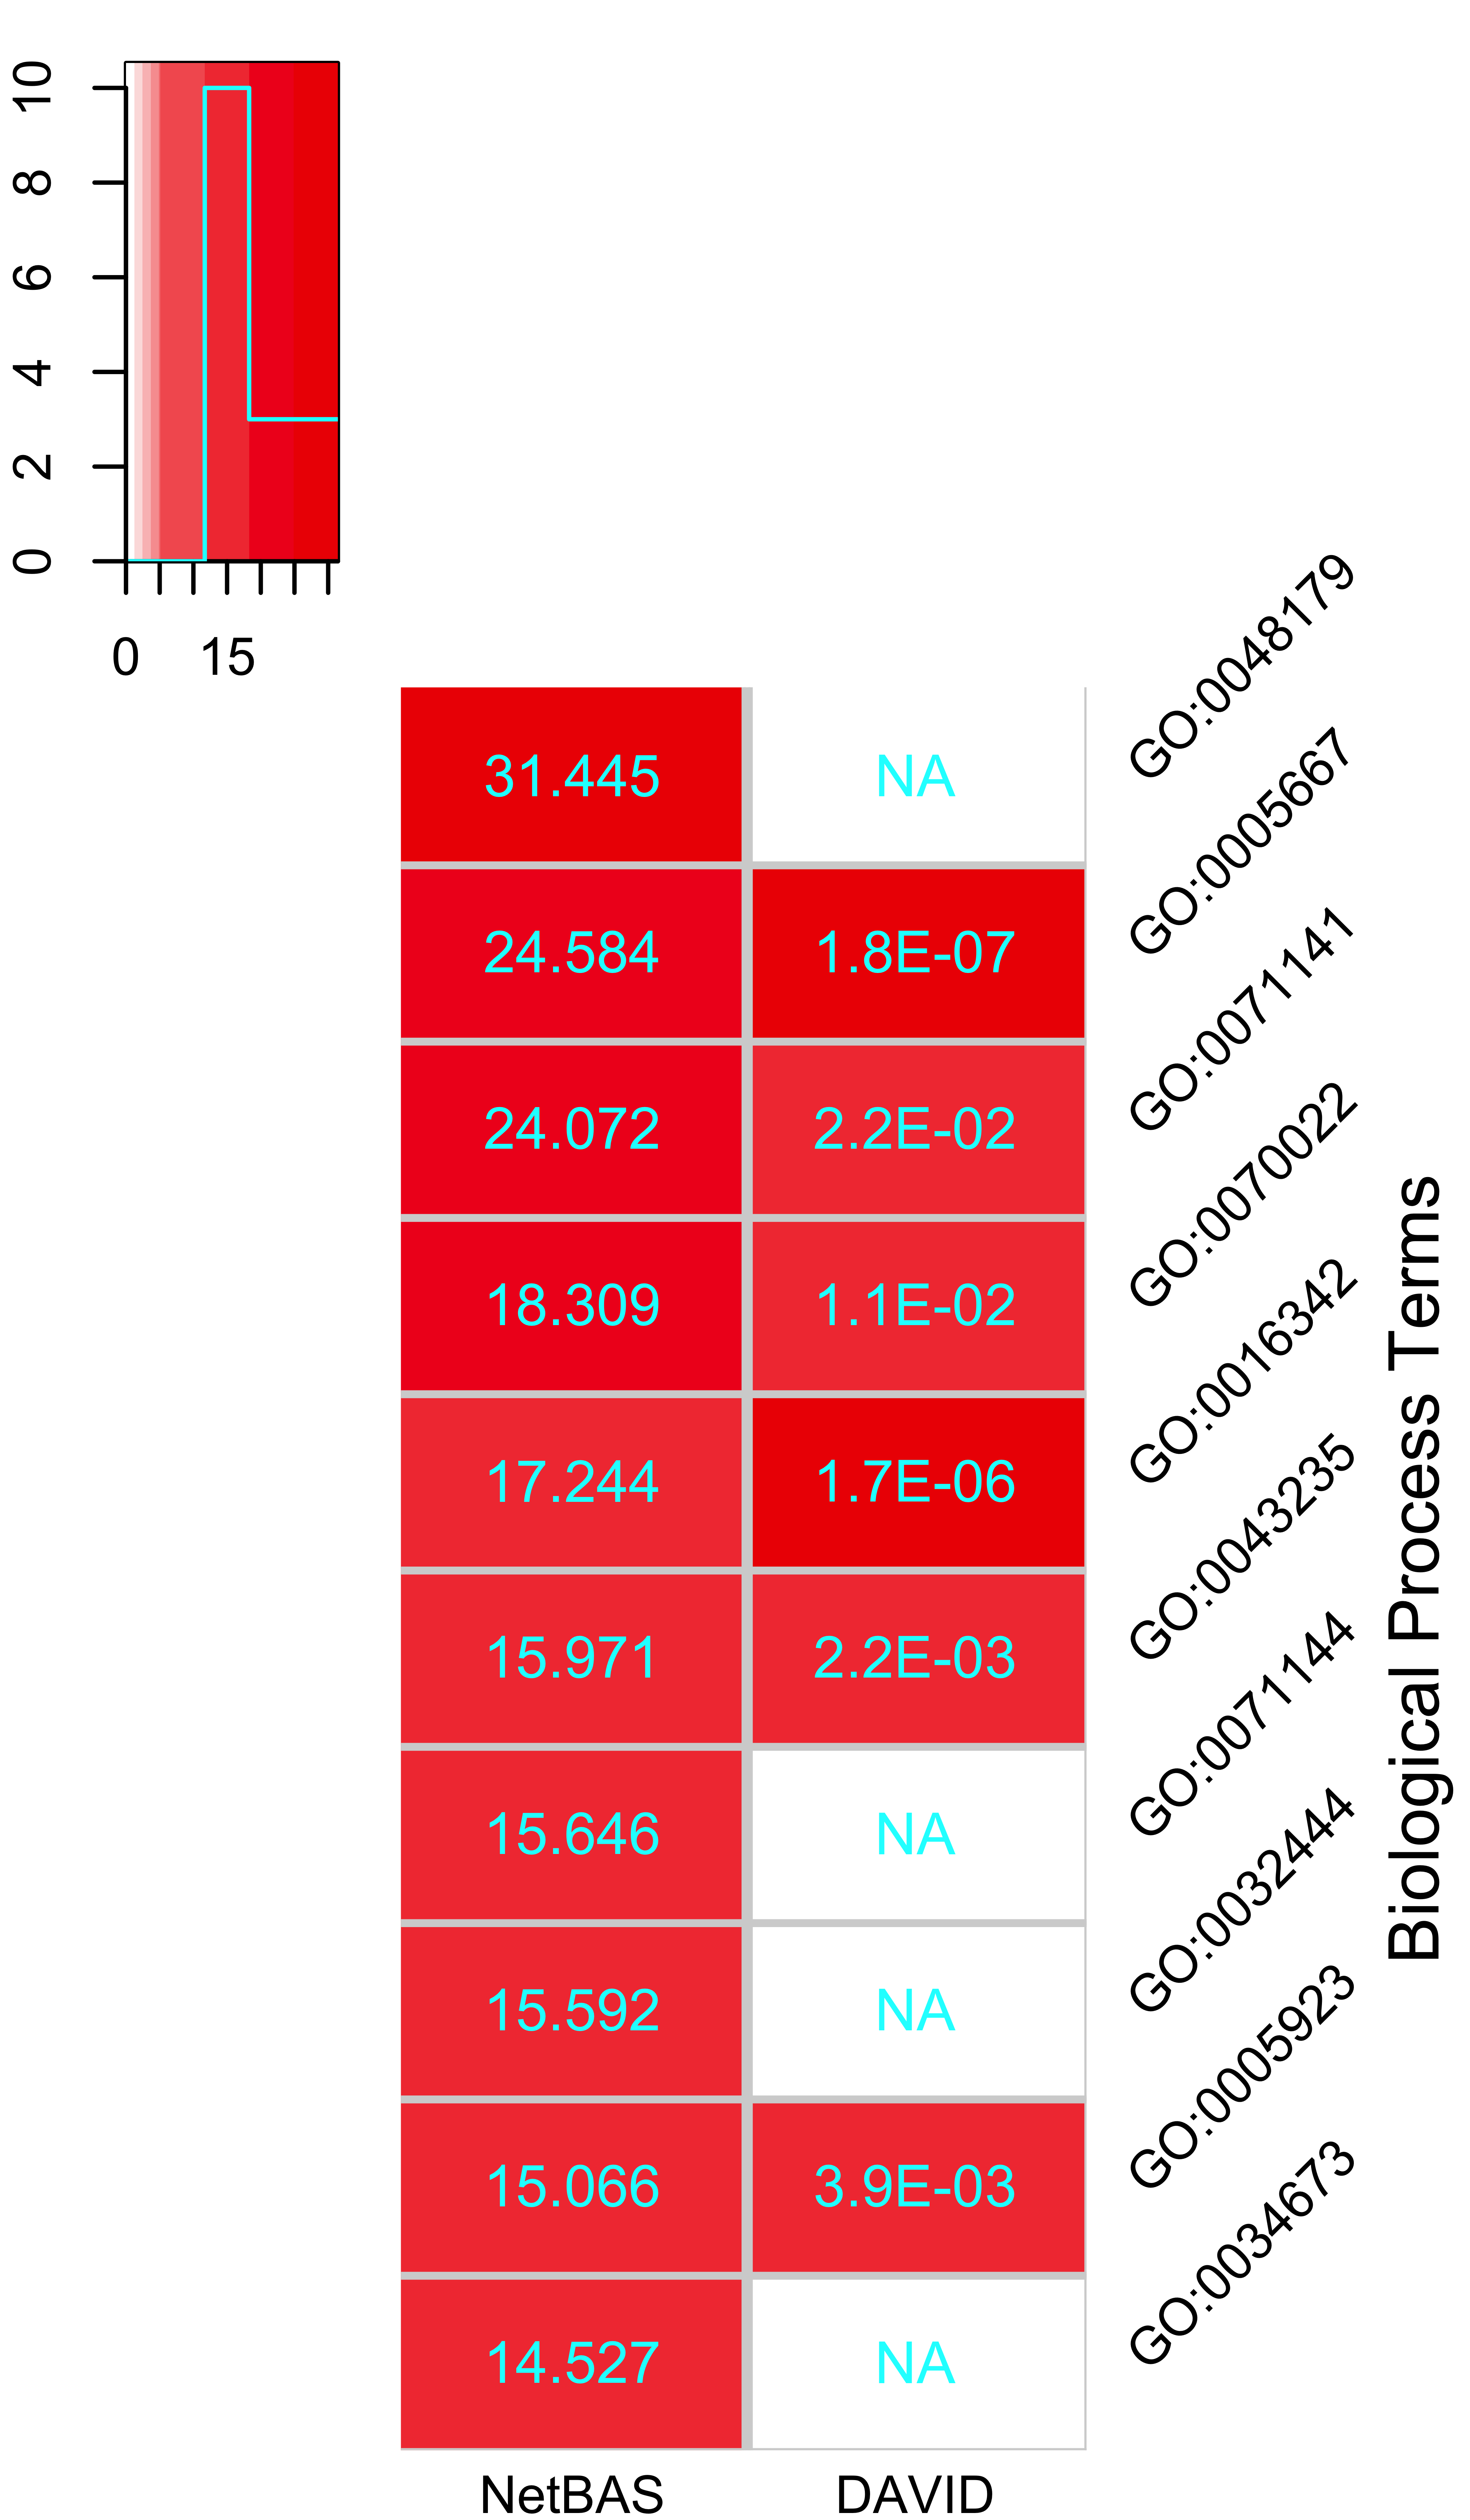 10
8
6
4
2
0
0 15
31.445 NA GO:0048179
24.584 1.8E-07 GO:0005667
24.072 2.2E-02 GO:0071141
18.309 1.1E-02 GO:0070022
17.244 1.7E-06 GO:0016342
15.971 2.2E-03 GO:0043235
15.646 NA GO:0071144
15.592 NA GO:0032444
15.066 3.9E-03 GO:0005923
14.527 NA GO:0034673
Biological Process Terms
NetBAS DAVID